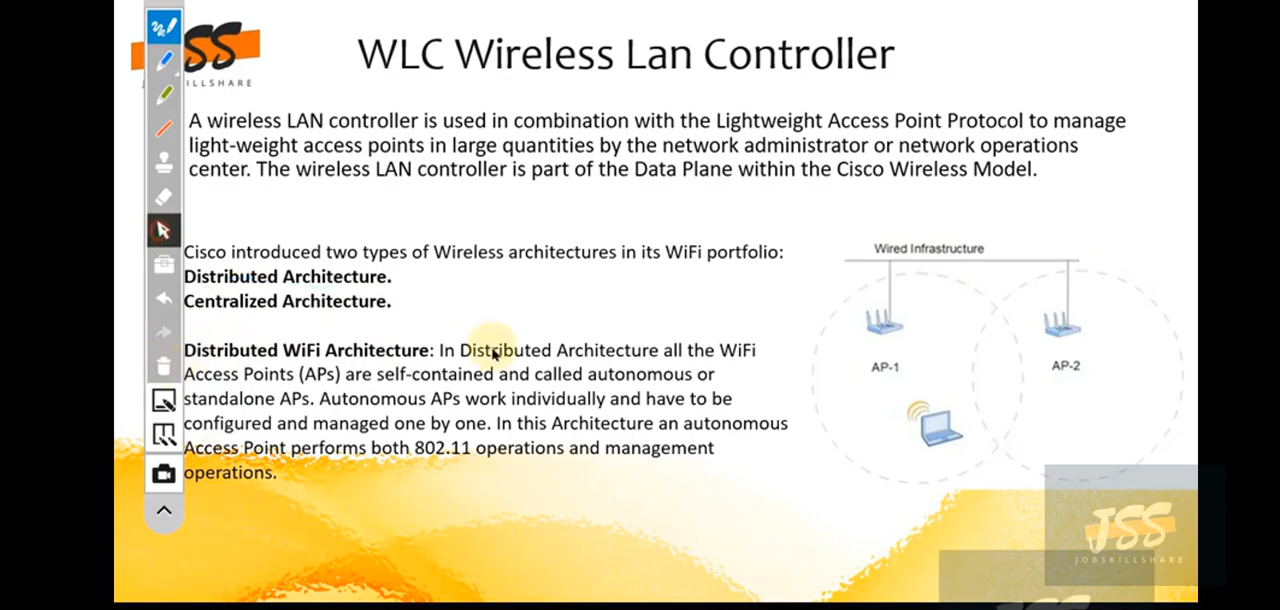 SS
ILLSHARE
WLC Wireless Lan Controller
A wireless LAN controller is used in combination with the Lightweight Access Point Protocol to manage
light-weight access points in large quantities by the network administrator or network operations
center. The wireless LAN controller is part of the Data Plane within the Cisco Wireless Model.
Cisco introduced two types of Wireless architectures in its WiFi portfolio:
Distributed Architecture.
Centralized Architecture.
Distributed WiFi Architecture: In Distributed Architecture all the WiFi
Access Points (APs) are self-contained and called autonomous or
standalone APs. Autonomous APs work individually and have to be
configured and managed one by one. In this Architecture an autonomous
Access Point performs both 802.11 operations and management
operations.
Wired Infrastructure
AP-1
AP-2
JSS
JOBSKILLSHARE